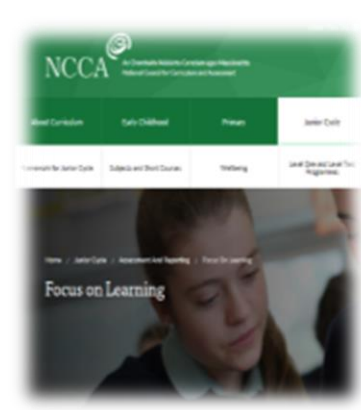 NCCA
An Chomhairle Náisiúnta Curaclaim agus Measúnachta
National Council for Curriculum and Assessment
About Curriculum Early Childhood Primary Junior Cycle
Framework for Junior Cycle Subjects and Short Courses Wellbeing Level One and Level Two Programmes
Home / Junior Cycle / Assessment and Reporting / Focus On Learning
Focus on Learning